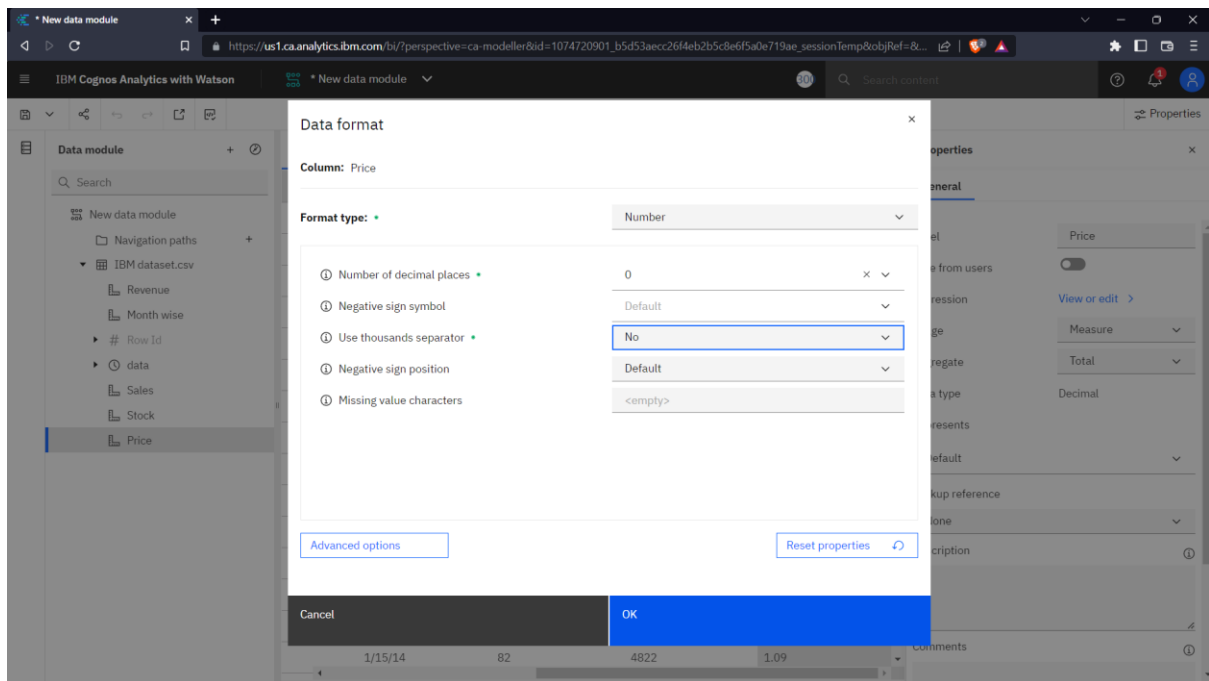 * New data module
https://us1.ca.analytics.ibm.com/bi/?perspective=ca-modeller&id=1074720901_b5d53aecc26f4eb2b5c8e6f5a0e719ae_sessionTemp&objRef=&...
IBM Cognos Analytics with Watson
* New data module
Search content
Properties
Data module
Search
New data module
Navigation paths
IBM dataset.csv
Revenue
Month wise
# Row Id
data
Sales
Stock
Price
Data format
Column: Price
Format type:
Number
Number of decimal places
0
Negative sign symbol
Default
Use thousands separator
No
Negative sign position
Default
Missing value characters
<empty>
Advanced options
Reset properties
Cancel
OK
1/15/14 82 4822 1.09
operties
eneral
el
Price
e from users
ression
View or edit
ge
Measure
regate
Total
a type
Decimal
resents
efault
kup reference
lone
cription
Comments